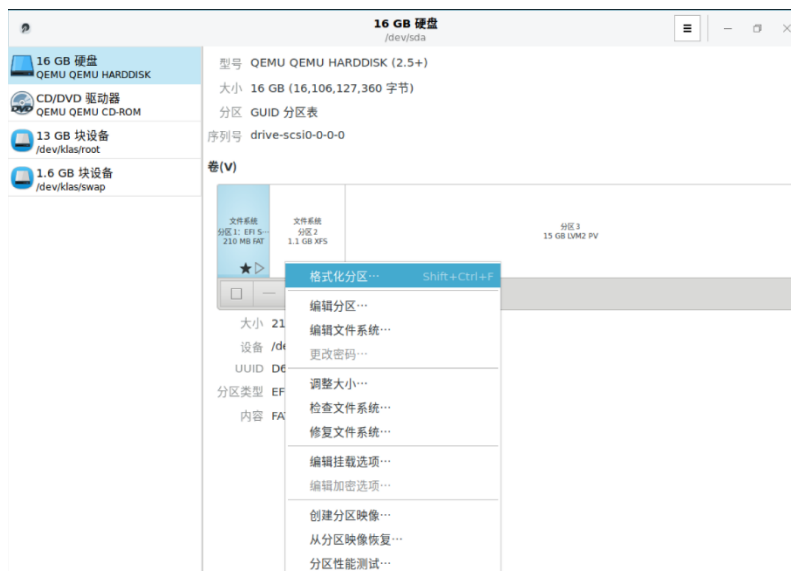 16 GB 硬盘
/dev/sda
16 GB 硬盘
QEMU QEMU HARDDISK
CD/DVD 驱动器
QEMU QEMU CD-ROM
13 GB 块设备
/dev/klas/root
1.6 GB 块设备
/dev/klas/swap
型号 QEMU QEMU HARDDISK (2.5+)
大小 16 GB (16,106,127,360 字节)
分区 GUID 分区表
序列号 drive-scsi0-0-0-0
卷(V)
文件系统
分区 1: EFI S…
210 MB FAT
文件系统
分区 2
1.1 GB XFS
分区 3
15 GB LVM2 PV
大小 21
设备 /de
UUID D6
分区类型 EF
内容 FA
格式化分区… Shift+Ctrl+F
编辑分区…
编辑文件系统…
更改密码…
调整大小…
检查文件系统…
修复文件系统…
编辑挂载选项…
编辑加密选项…
创建分区映像…
从分区映像恢复…
分区性能测试…